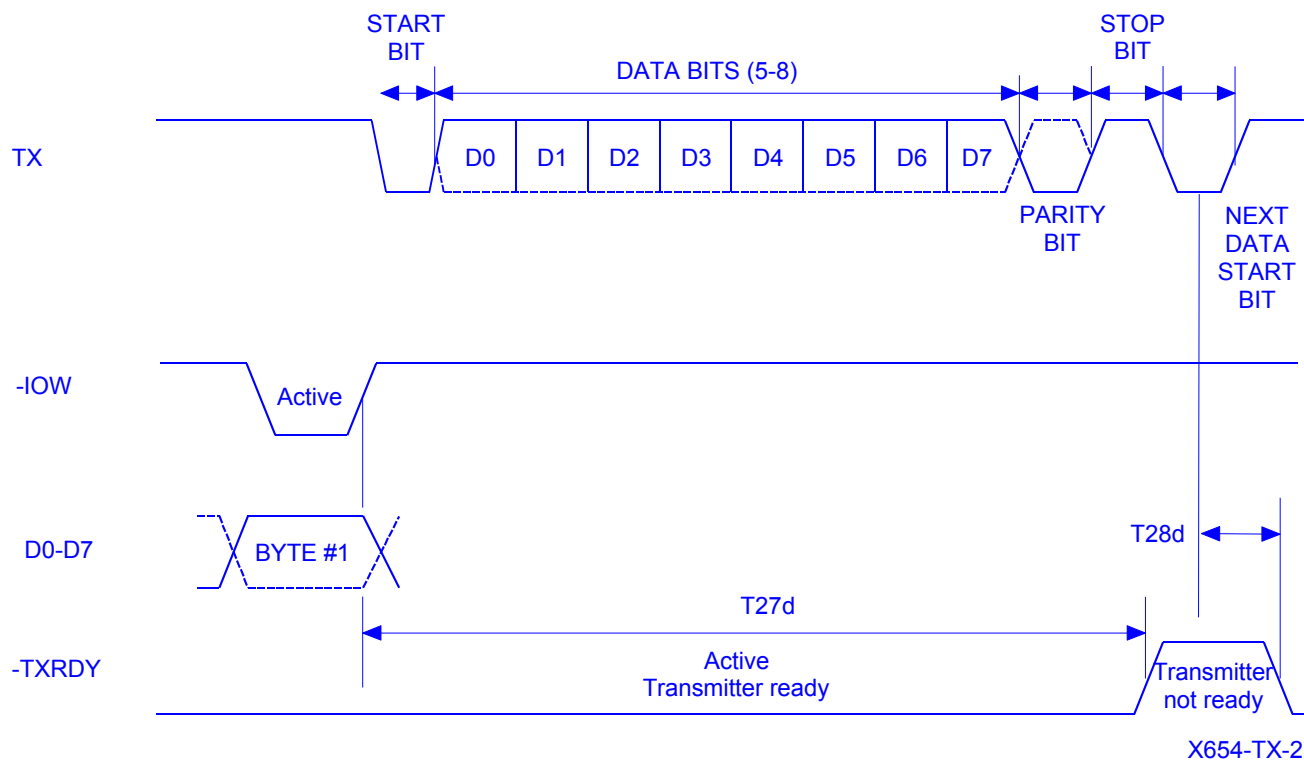 START
BIT
DATA BITS (5-8)
STOP
BIT
TX
D0
D1
D2
D3
D4
D5
D6
D7
PARITY
BIT
NEXT
DATA
START
BIT
-IOW
Active
D0-D7
BYTE #1
T28d
T27d
-TXRDY
Active
Transmitter ready
Transmitter
not ready
X654-TX-2